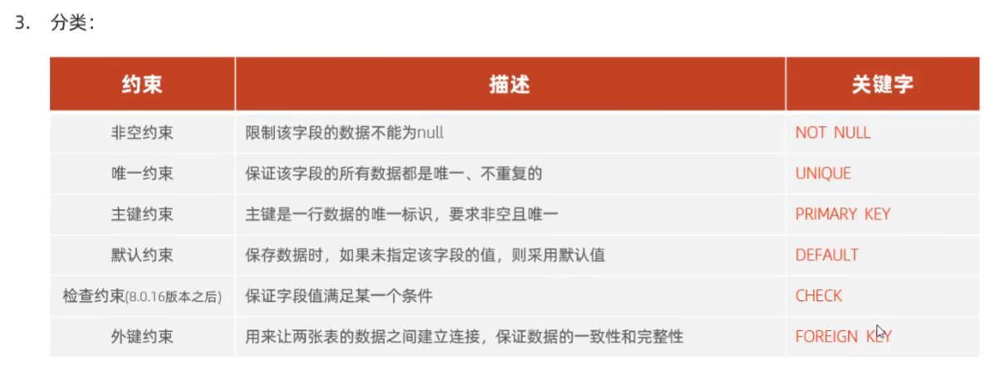 3. 分类：
约束 描述 关键字
非空约束 限制该字段的数据不能为null NOT NULL
唯一约束 保证该字段的所有数据都是唯一、不重复的 UNIQUE
主键约束 主键是一行数据的唯一标识，要求非空且唯一 PRIMARY KEY
默认约束 保存数据时，如果未指定该字段的值，则采用默认值 DEFAULT
检查约束(8.0.16版本之后) 保证字段值满足某一个条件 CHECK
外键约束 用来让两张表的数据之间建立连接，保证数据的一致性和完整性 FOREIGN KEY